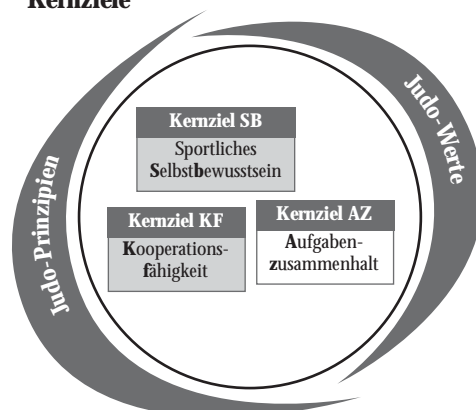 Kernziele
Judo-Werte
Judo-Prinzipien
Kernziel SB
Sportliches
Selbstbewusstsein
Kernziel KF
Kooperations-
fähigkeit
Kernziel AZ
Aufgaben-
zusammenhalt